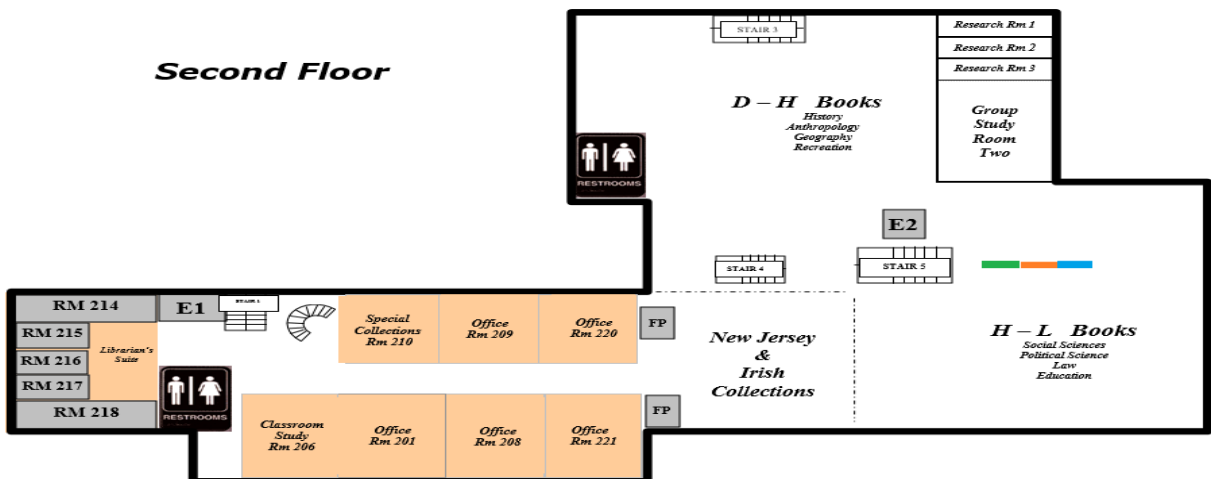 Second Floor
STAIR 3
Research Rm 1
Research Rm 2
Research Rm 3
D – H Books
History
Anthropology
Geography
Recreation
Group
Study
Room
Two
RESTROOMS
E2
STAIR 4
STAIR 5
RM 214
E1
STAIR 1
RM 215
RM 216
RM 217
RM 218
Librarian's
Suite
RESTROOMS
Special
Collections
Rm 210
Office
Rm 209
Office
Rm 220
FP
New Jersey
&
Irish
Collections
H – L Books
Social Sciences
Political Science
Law
Education
Classroom
Study
Rm 206
Office
Rm 201
Office
Rm 208
Office
Rm 221
FP